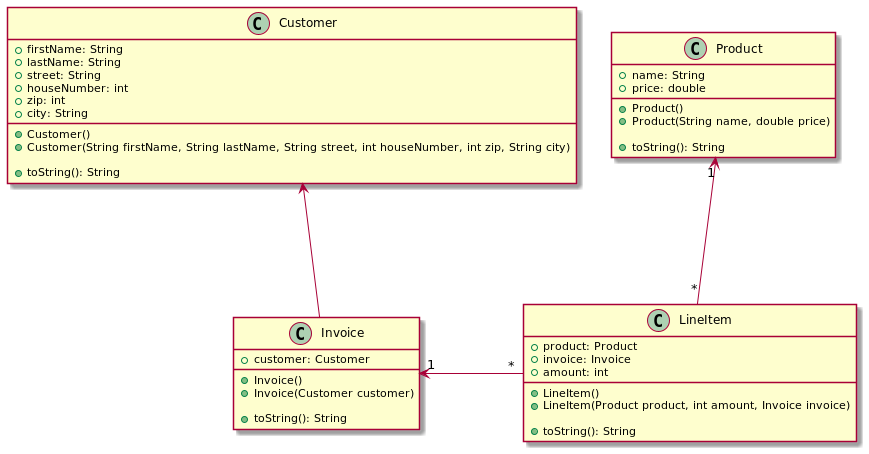 C Customer
firstName: String
lastName: String
street: String
houseNumber: int
zip: int
city: String
Customer()
Customer(String firstName, String lastName, String street, int houseNumber, int zip, String city)
toString(): String
C Product
name: String
price: double
Product()
Product(String name, double price)
toString(): String
1
*
C Invoice
customer: Customer
Invoice()
Invoice(Customer customer)
toString(): String
1
*
C LineItem
product: Product
invoice: Invoice
amount: int
LineItem()
LineItem(Product product, int amount, Invoice invoice)
toString(): String